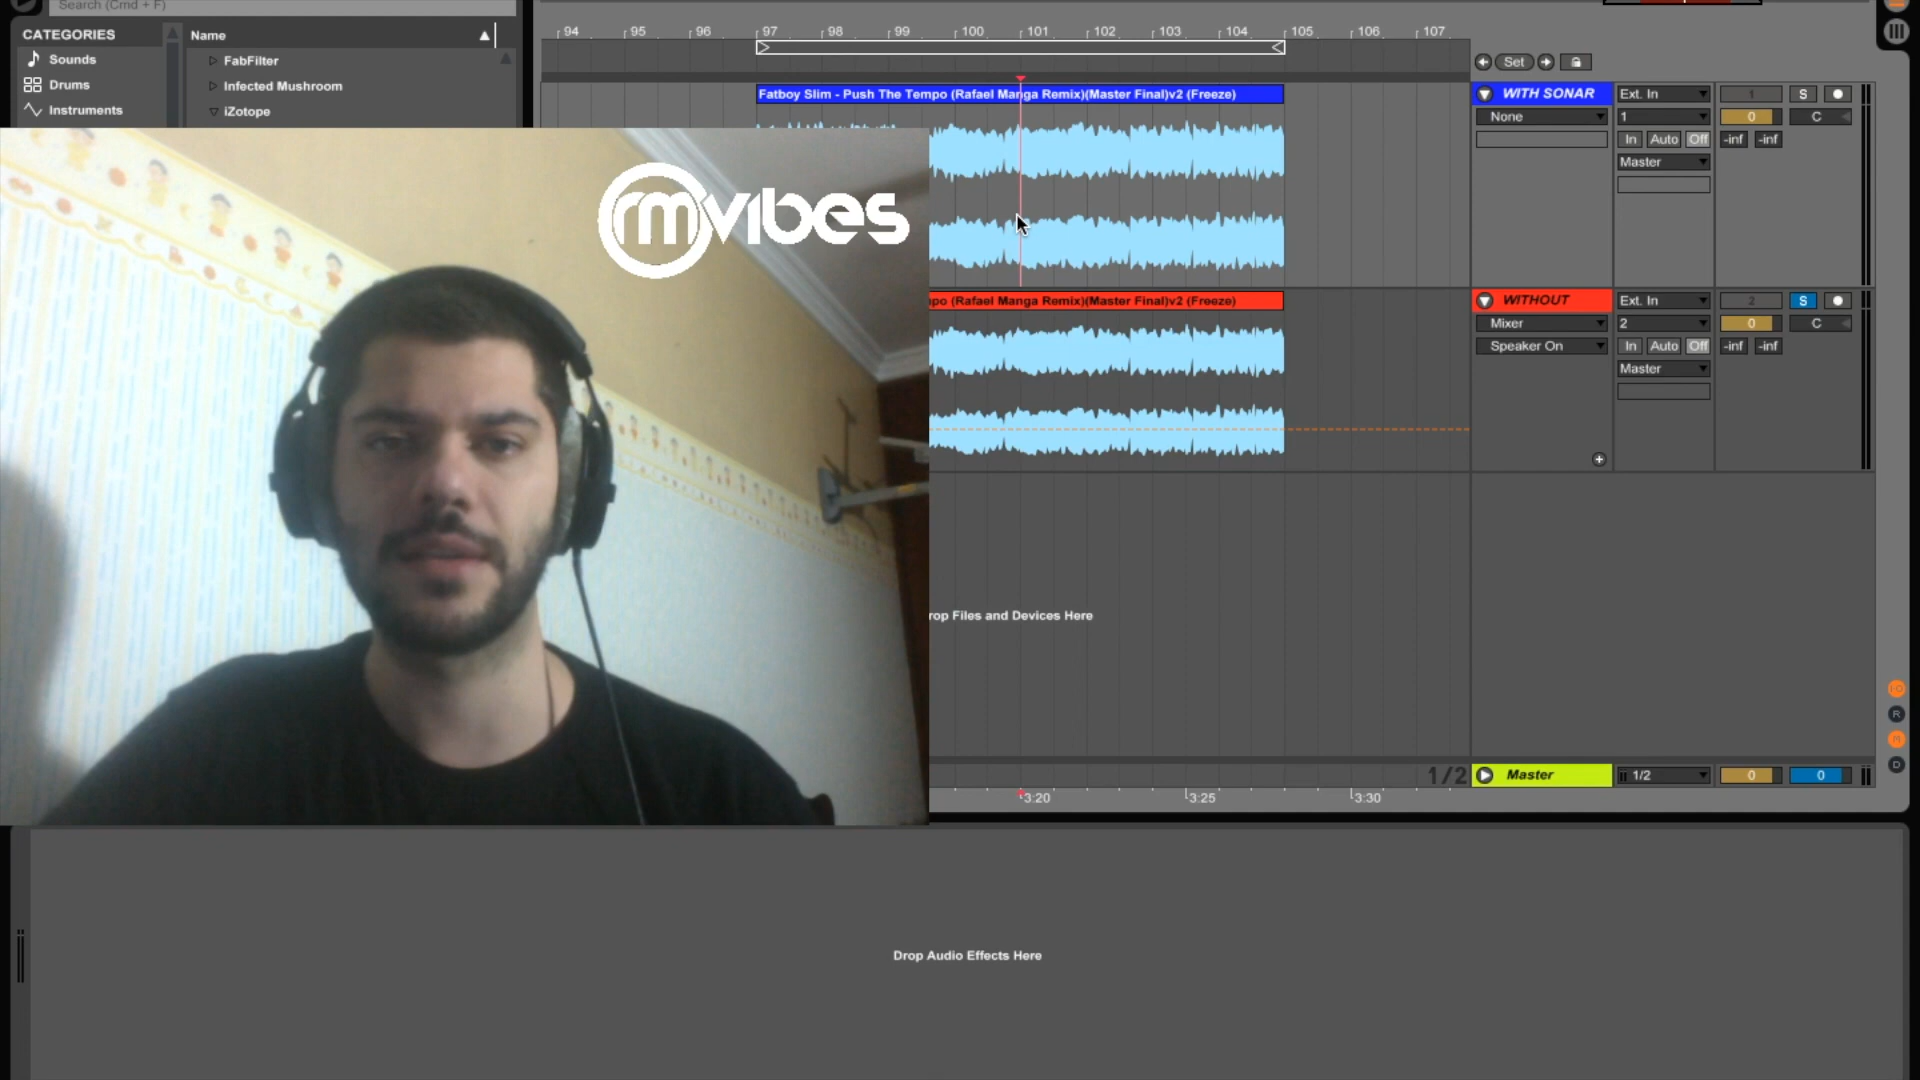 Search (Cmd + F)
CATEGORIES
Sounds
Drums
Instruments
Name
FabFilter
Infected Mushroom
iZotope
94 95 96 97 98 99 100 101 102 103 104 105 106 107
Set
Fatboy Slim - Push The Tempo (Rafael Manga Remix)(Master Final)v2 (Freeze)
WITH SONAR
Ext. In
1
S
None
1
0
C
In Auto Off -inf -inf
Master
rmvibes
po (Rafael Manga Remix)(Master Final)v2 (Freeze)
WITHOUT
Ext. In
2
S
Mixer
2
0
C
Speaker On
In Auto Off -inf -inf
Master
rop Files and Devices Here
I·O
R
M
D
1/2
Master
1/2
0
0
3:20 3:25 3:30
Drop Audio Effects Here